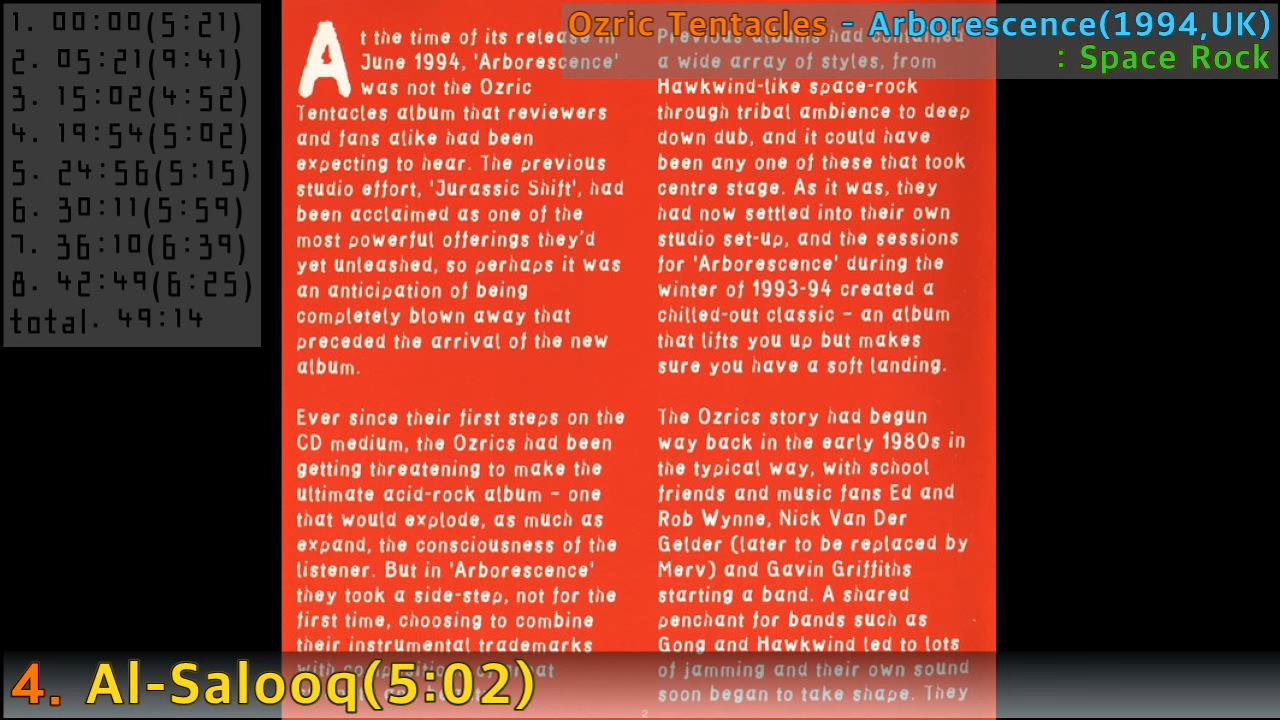 1. 00:00(5:21)
2. 05:21(9:41)
3. 15:02(4:52)
4. 19:54(5:02)
5. 24:56(5:15)
6. 30:11(5:59)
7. 36:10(6:39)
8. 42:49(6:25)
total. 49:14
Ozric Tentacles - Arborescence(1994,UK)
: Space Rock
At the time of its release in
June 1994, 'Arborescence'
was not the Ozric
Tentacles album that reviewers
and fans alike had been
expecting to hear. The previous
studio effort, 'Jurassic Shift', had
been acclaimed as one of the
most powerful offerings they'd
yet unleashed, so perhaps it was
an anticipation of being
completely blown away that
preceded the arrival of the new
album.
Ever since their first steps on the
CD medium, the Ozrics had been
getting threatening to make the
ultimate acid-rock album – one
that would explode, as much as
expand, the consciousness of the
listener. But in 'Arborescence'
they took a side-step, not for the
first time, choosing to combine
their instrumental trademarks
with
Previous albums had contained
a wide array of styles, from
Hawkwind-like space-rock
through tribal ambience to deep
down dub, and it could have
been any one of these that took
centre stage. As it was, they
had now settled into their own
studio set-up, and the sessions
for 'Arborescence' during the
winter of 1993-94 created a
chilled-out classic – an album
that lifts you up but makes
sure you have a soft landing.
The Ozrics story had begun
way back in the early 1980s in
the typical way, with school
friends and music fans Ed and
Rob Wynne, Nick Van Der
Gelder (later to be replaced by
Merv) and Gavin Griffiths
starting a band. A shared
penchant for bands such as
Gong and Hawkwind led to lots
of jamming and their own sound
soon began to take shape. They
2
4. Al-Salooq(5:02)